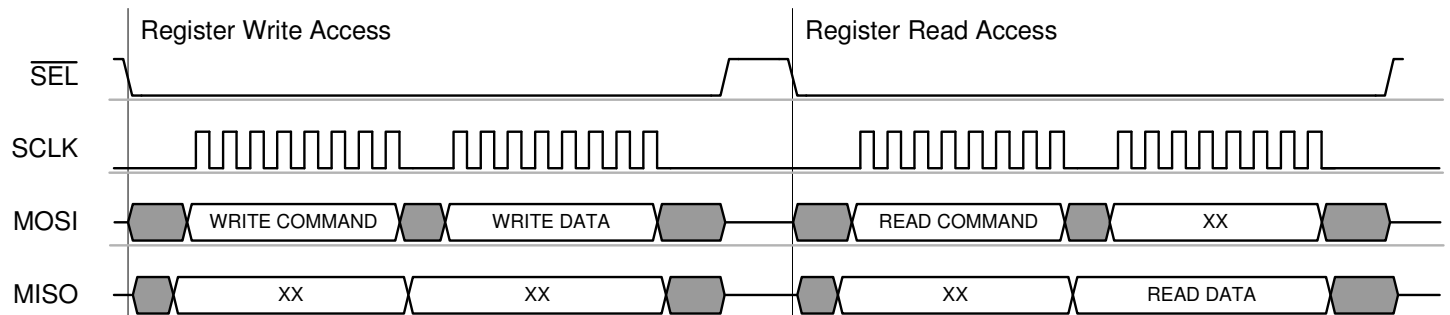 Register Write Access Register Read Access
SEL
SCLK
MOSI WRITE COMMAND WRITE DATA READ COMMAND XX
MISO XX XX XX READ DATA